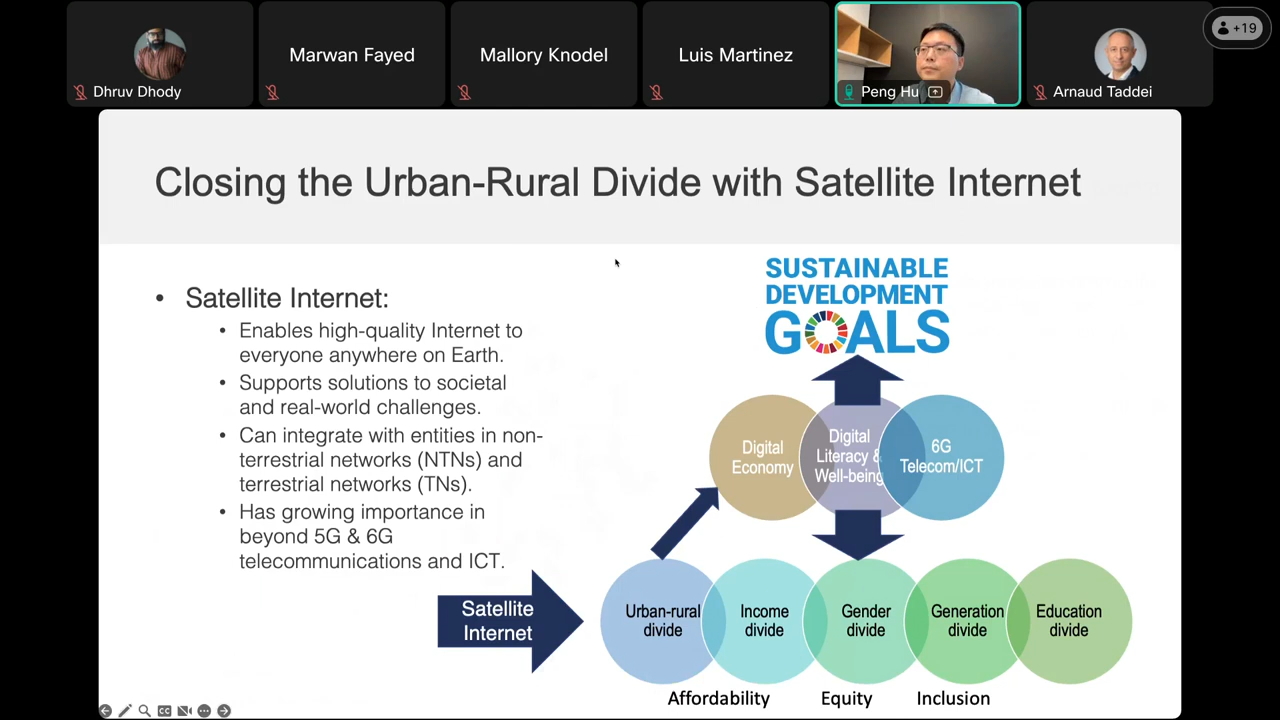 Marwan Fayed
Mallory Knodel
Luis Martinez
+19
Dhruv Dhody
Peng Hu
Arnaud Taddei
Closing the Urban-Rural Divide with Satellite Internet
• Satellite Internet:
• Enables high-quality Internet to
everyone anywhere on Earth.
• Supports solutions to societal
and real-world challenges.
• Can integrate with entities in non-
terrestrial networks (NTNs) and
terrestrial networks (TNs).
• Has growing importance in
beyond 5G & 6G
telecommunications and ICT.
SUSTAINABLE
DEVELOPMENT
GOALS
Digital
Economy
Digital
Literacy &
Well-being
6G
Telecom/ICT
Satellite
Internet
Urban-rural
divide
Income
divide
Gender
divide
Generation
divide
Education
divide
Affordability
Equity
Inclusion
CC